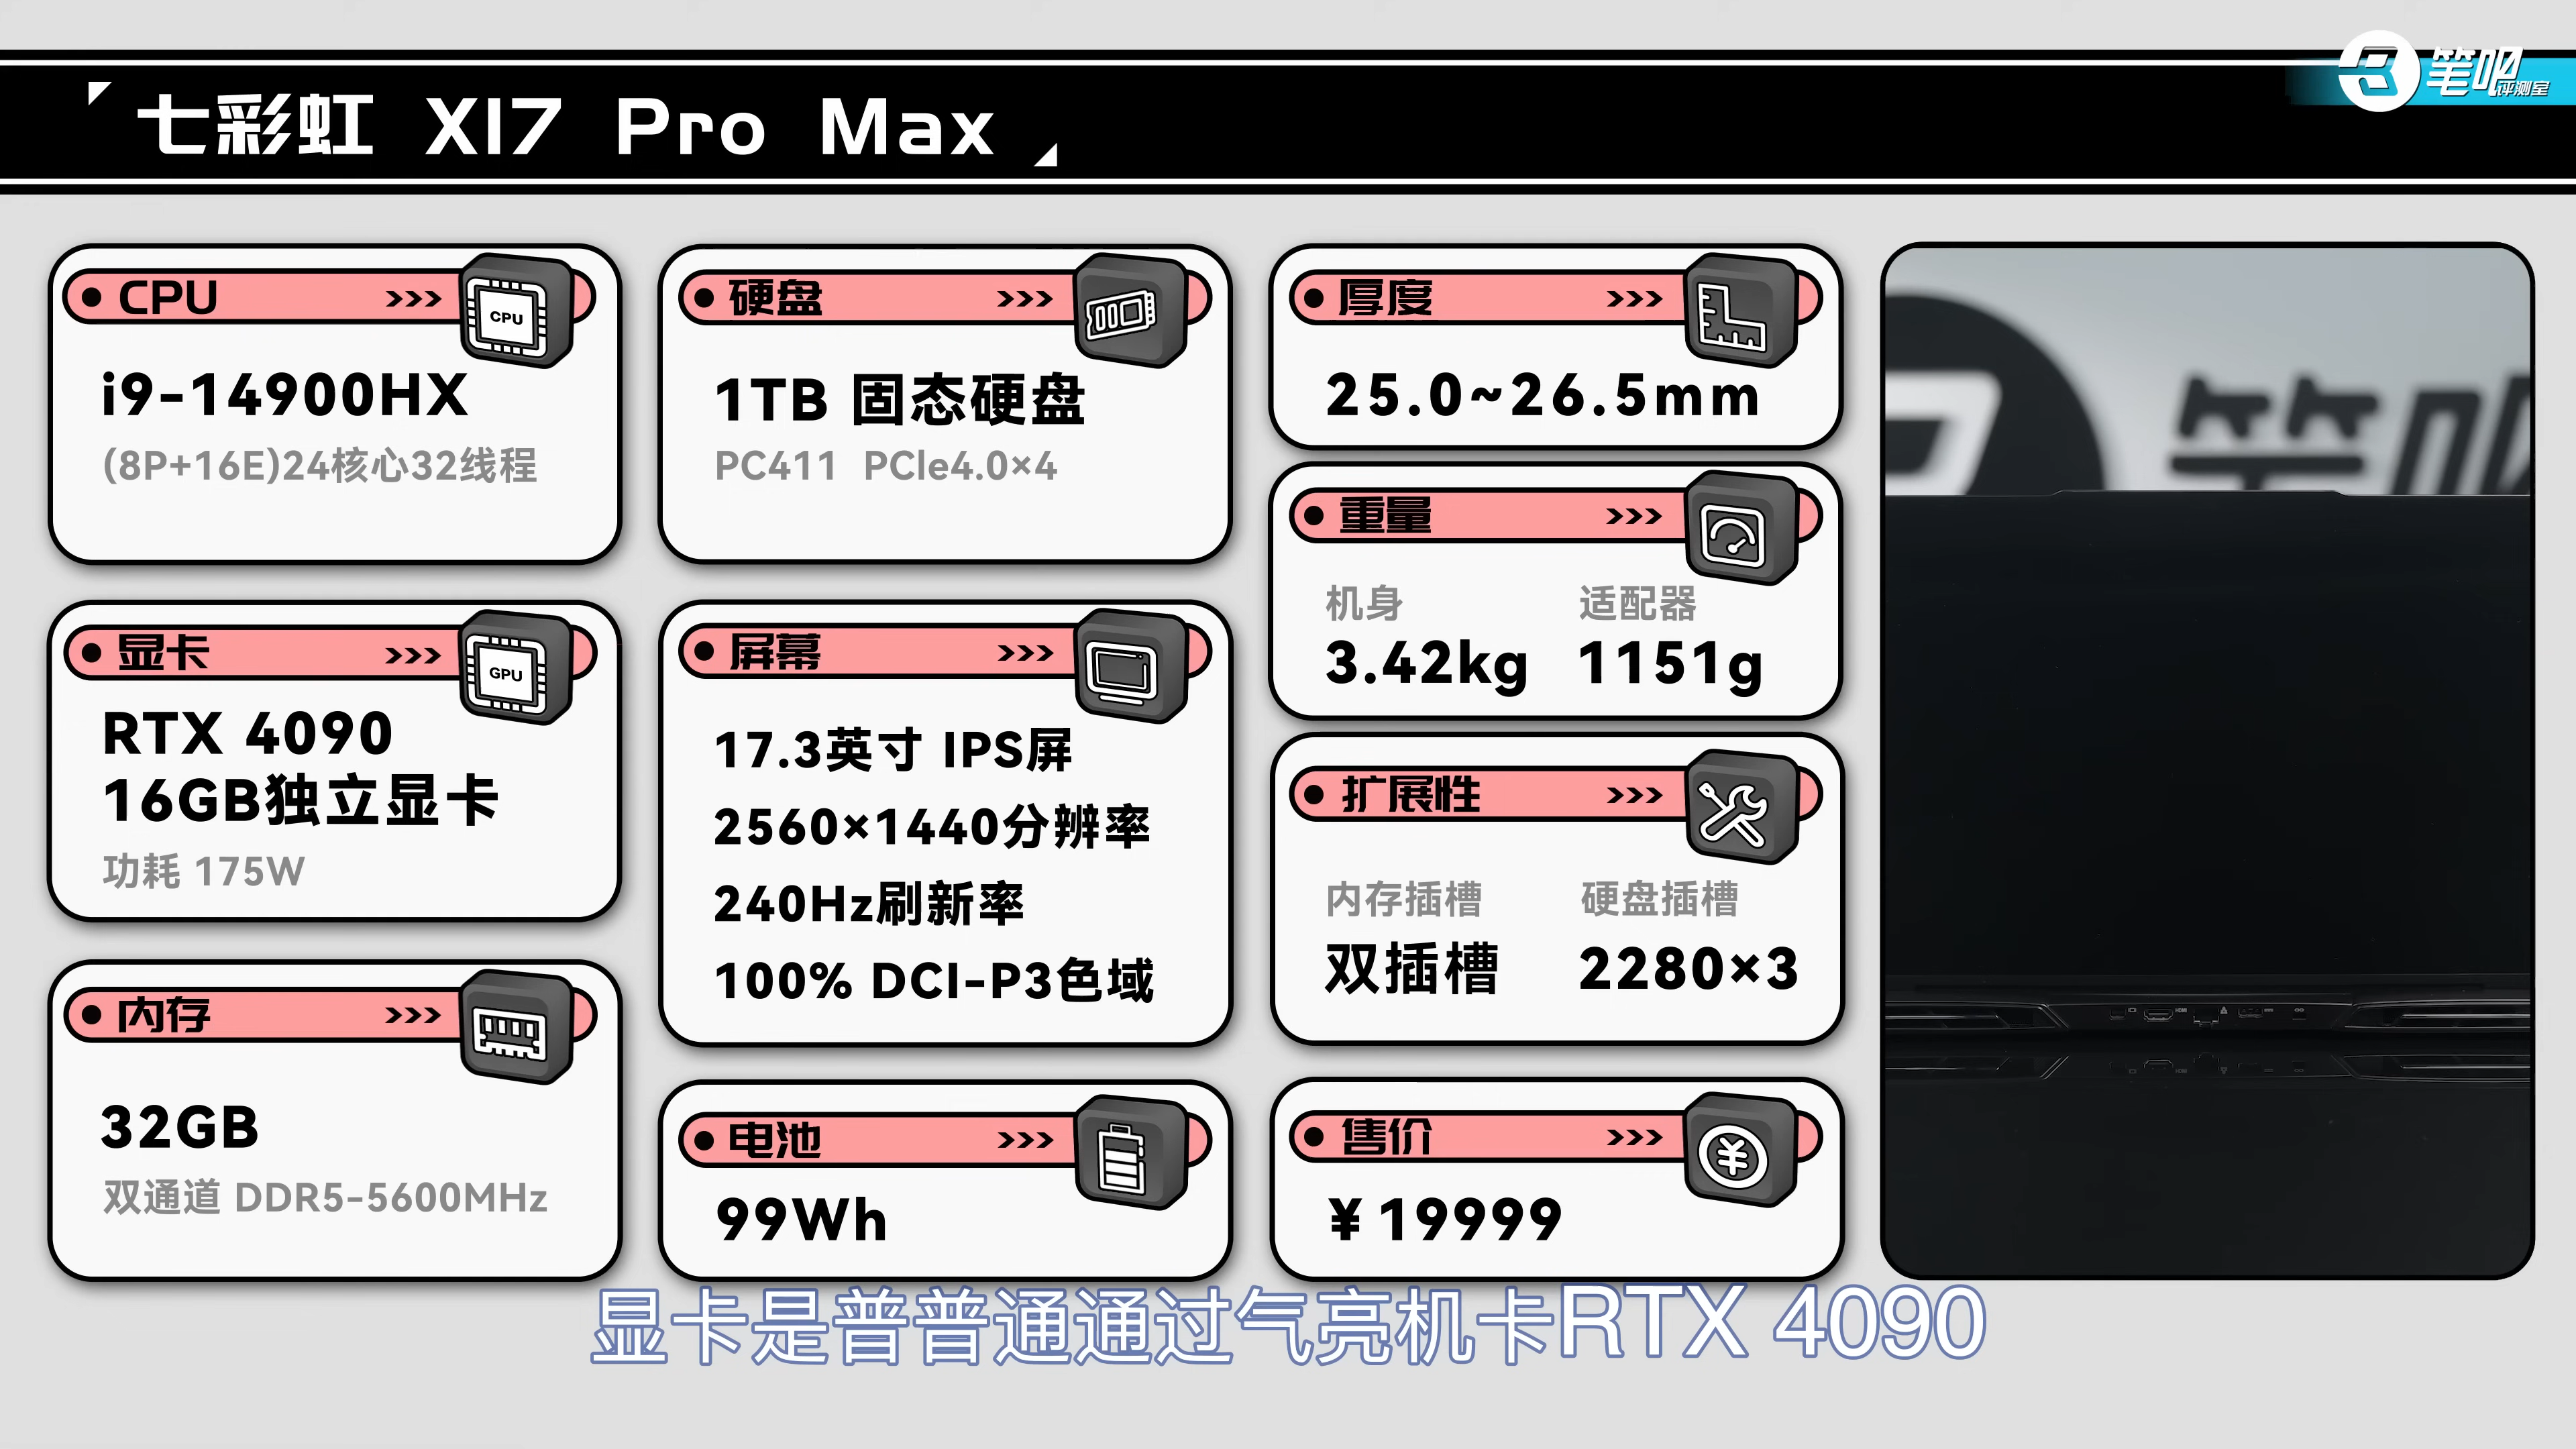 七彩虹 X17 Pro Max
笔吧
评测室
CPU
CPU
i9-14900HX
(8P+16E)24核心32线程
显卡
GPU
RTX 4090
16GB独立显卡
功耗 175W
内存
32GB
双通道 DDR5-5600MHz
硬盘
1TB 固态硬盘
PC411 PCIe4.0×4
屏幕
17.3英寸 IPS屏
2560×1440分辨率
240Hz刷新率
100% DCI-P3色域
电池
99Wh
厚度
25.0~26.5mm
重量
机身 适配器
3.42kg 1151g
扩展性
内存插槽 硬盘插槽
双插槽 2280×3
售价
¥19999
笔吧
显卡是普普通通过气亮机卡RTX 4090